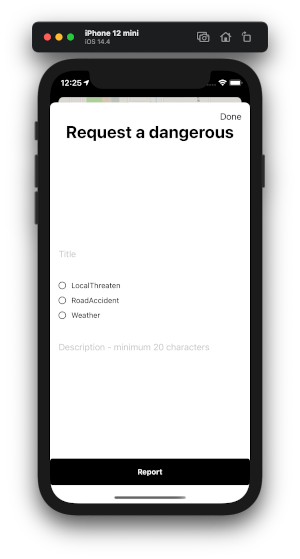 iPhone 12 mini
iOS 14.4
12:25
Done
Request a dangerous
Title
LocalThreaten
RoadAccident
Weather
Description - minimum 20 characters
Report